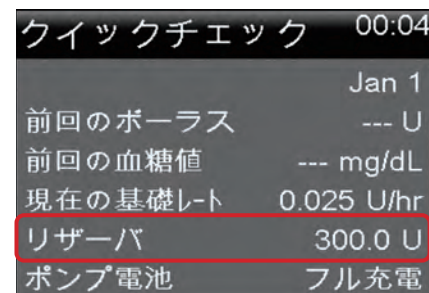 クイックチェック 00:04
Jan 1
前回のボーラス --- U
前回の血糖値 --- mg/dL
現在の基礎レート 0.025 U/hr
リザーバ 300.0 U
ポンプ電池 フル充電